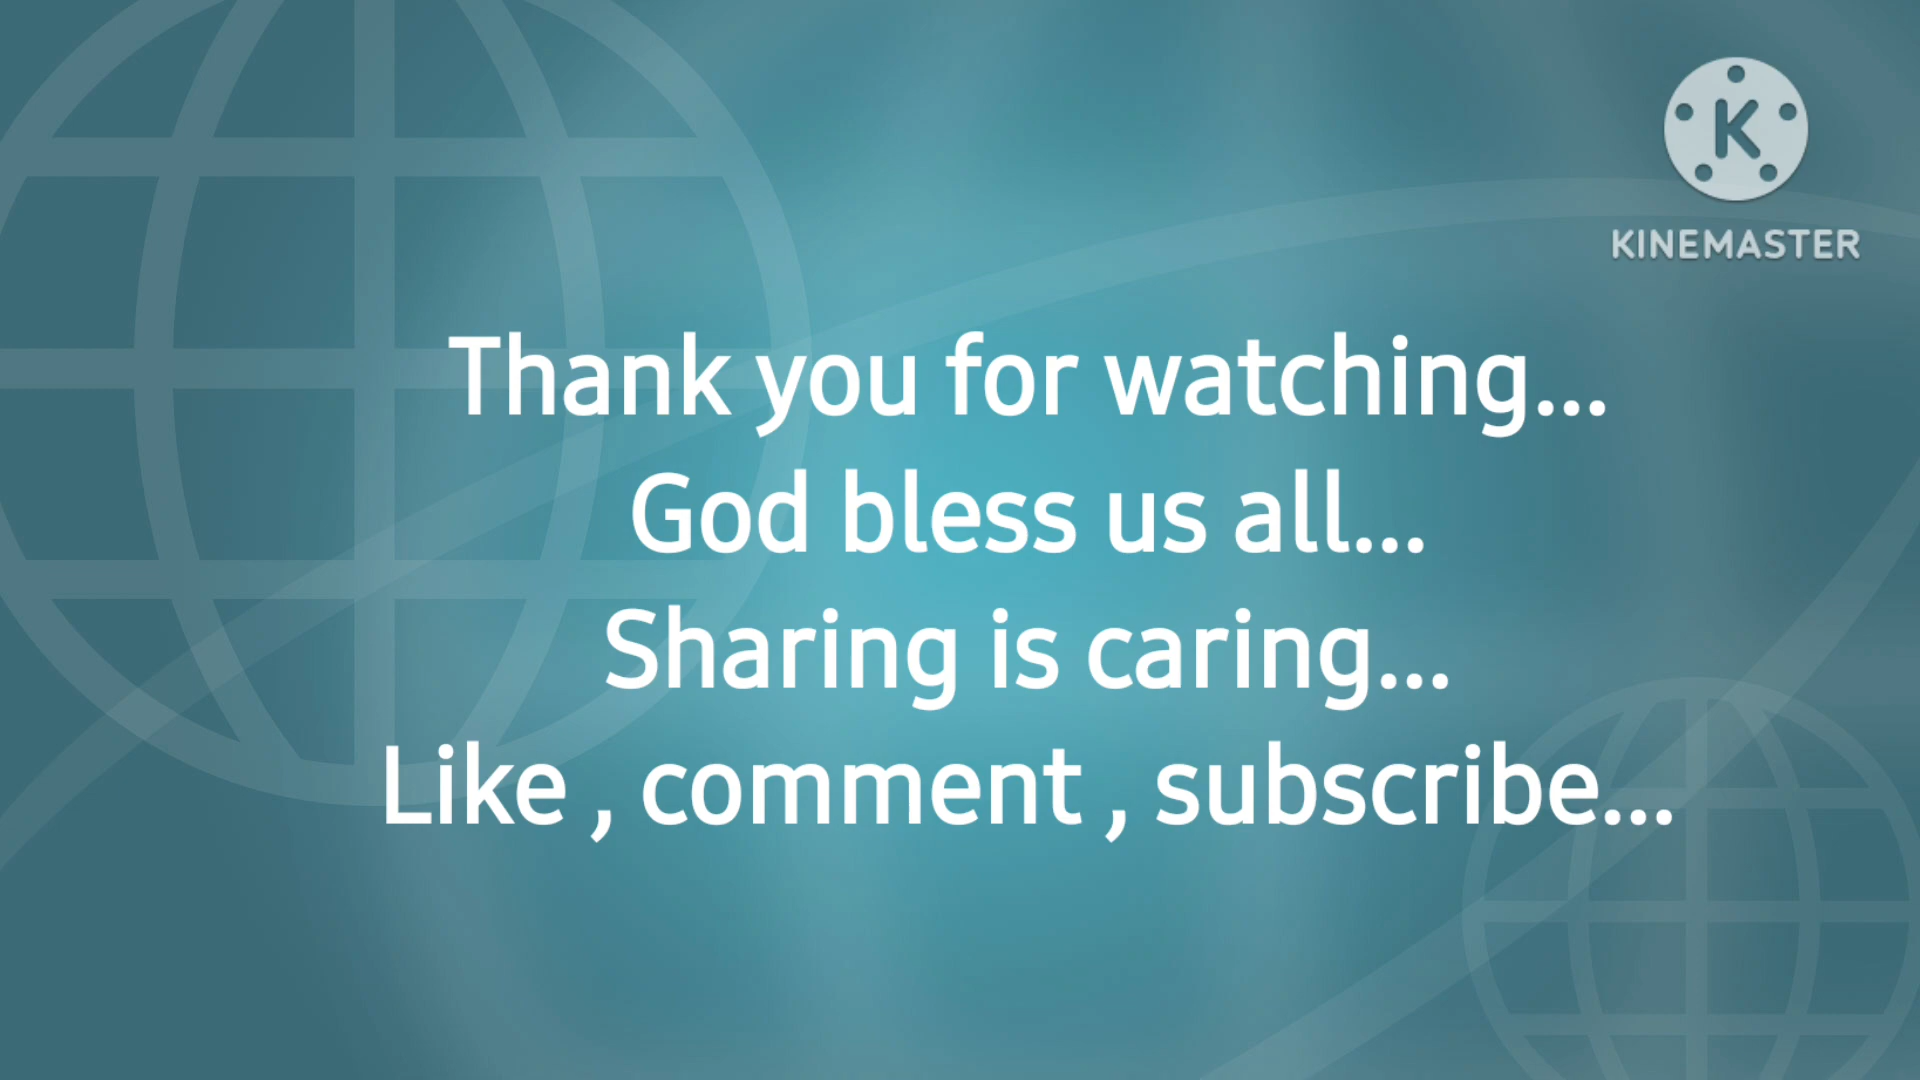 K
KINEMASTER
Thank you for watching...
God bless us all...
Sharing is caring...
Like , comment , subscribe...